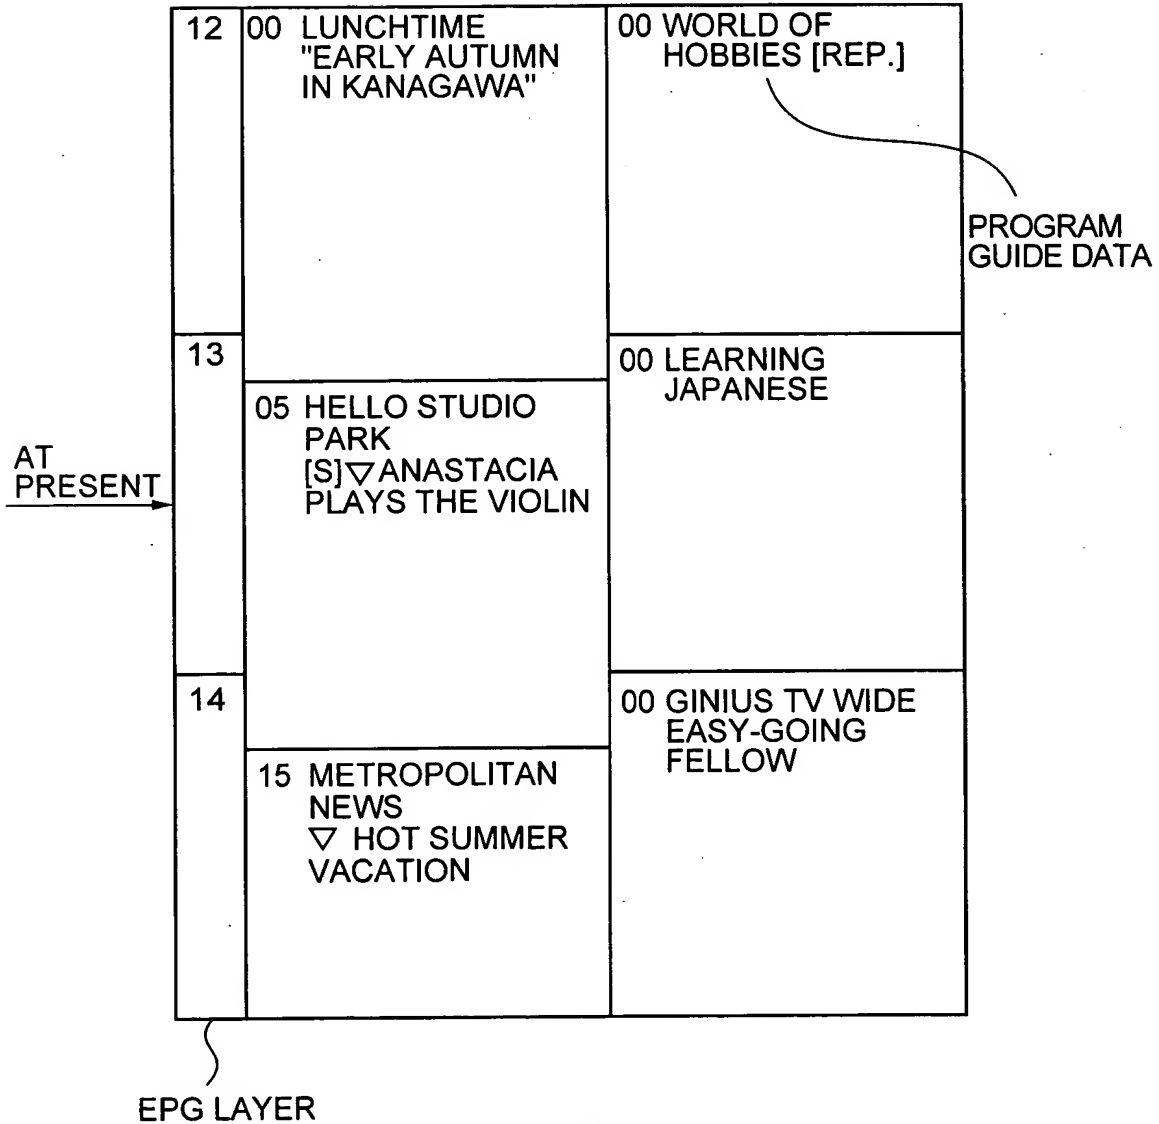 12
00 LUNCHTIME
"EARLY AUTUMN
IN KANAGAWA"
00 WORLD OF
HOBBIES [REP.]
PROGRAM
GUIDE DATA
13
05 HELLO STUDIO
PARK
[S]▽ANASTACIA
PLAYS THE VIOLIN
00 LEARNING
JAPANESE
AT
PRESENT
14
15 METROPOLITAN
NEWS
▽ HOT SUMMER
VACATION
00 GINIUS TV WIDE
EASY-GOING
FELLOW
EPG LAYER